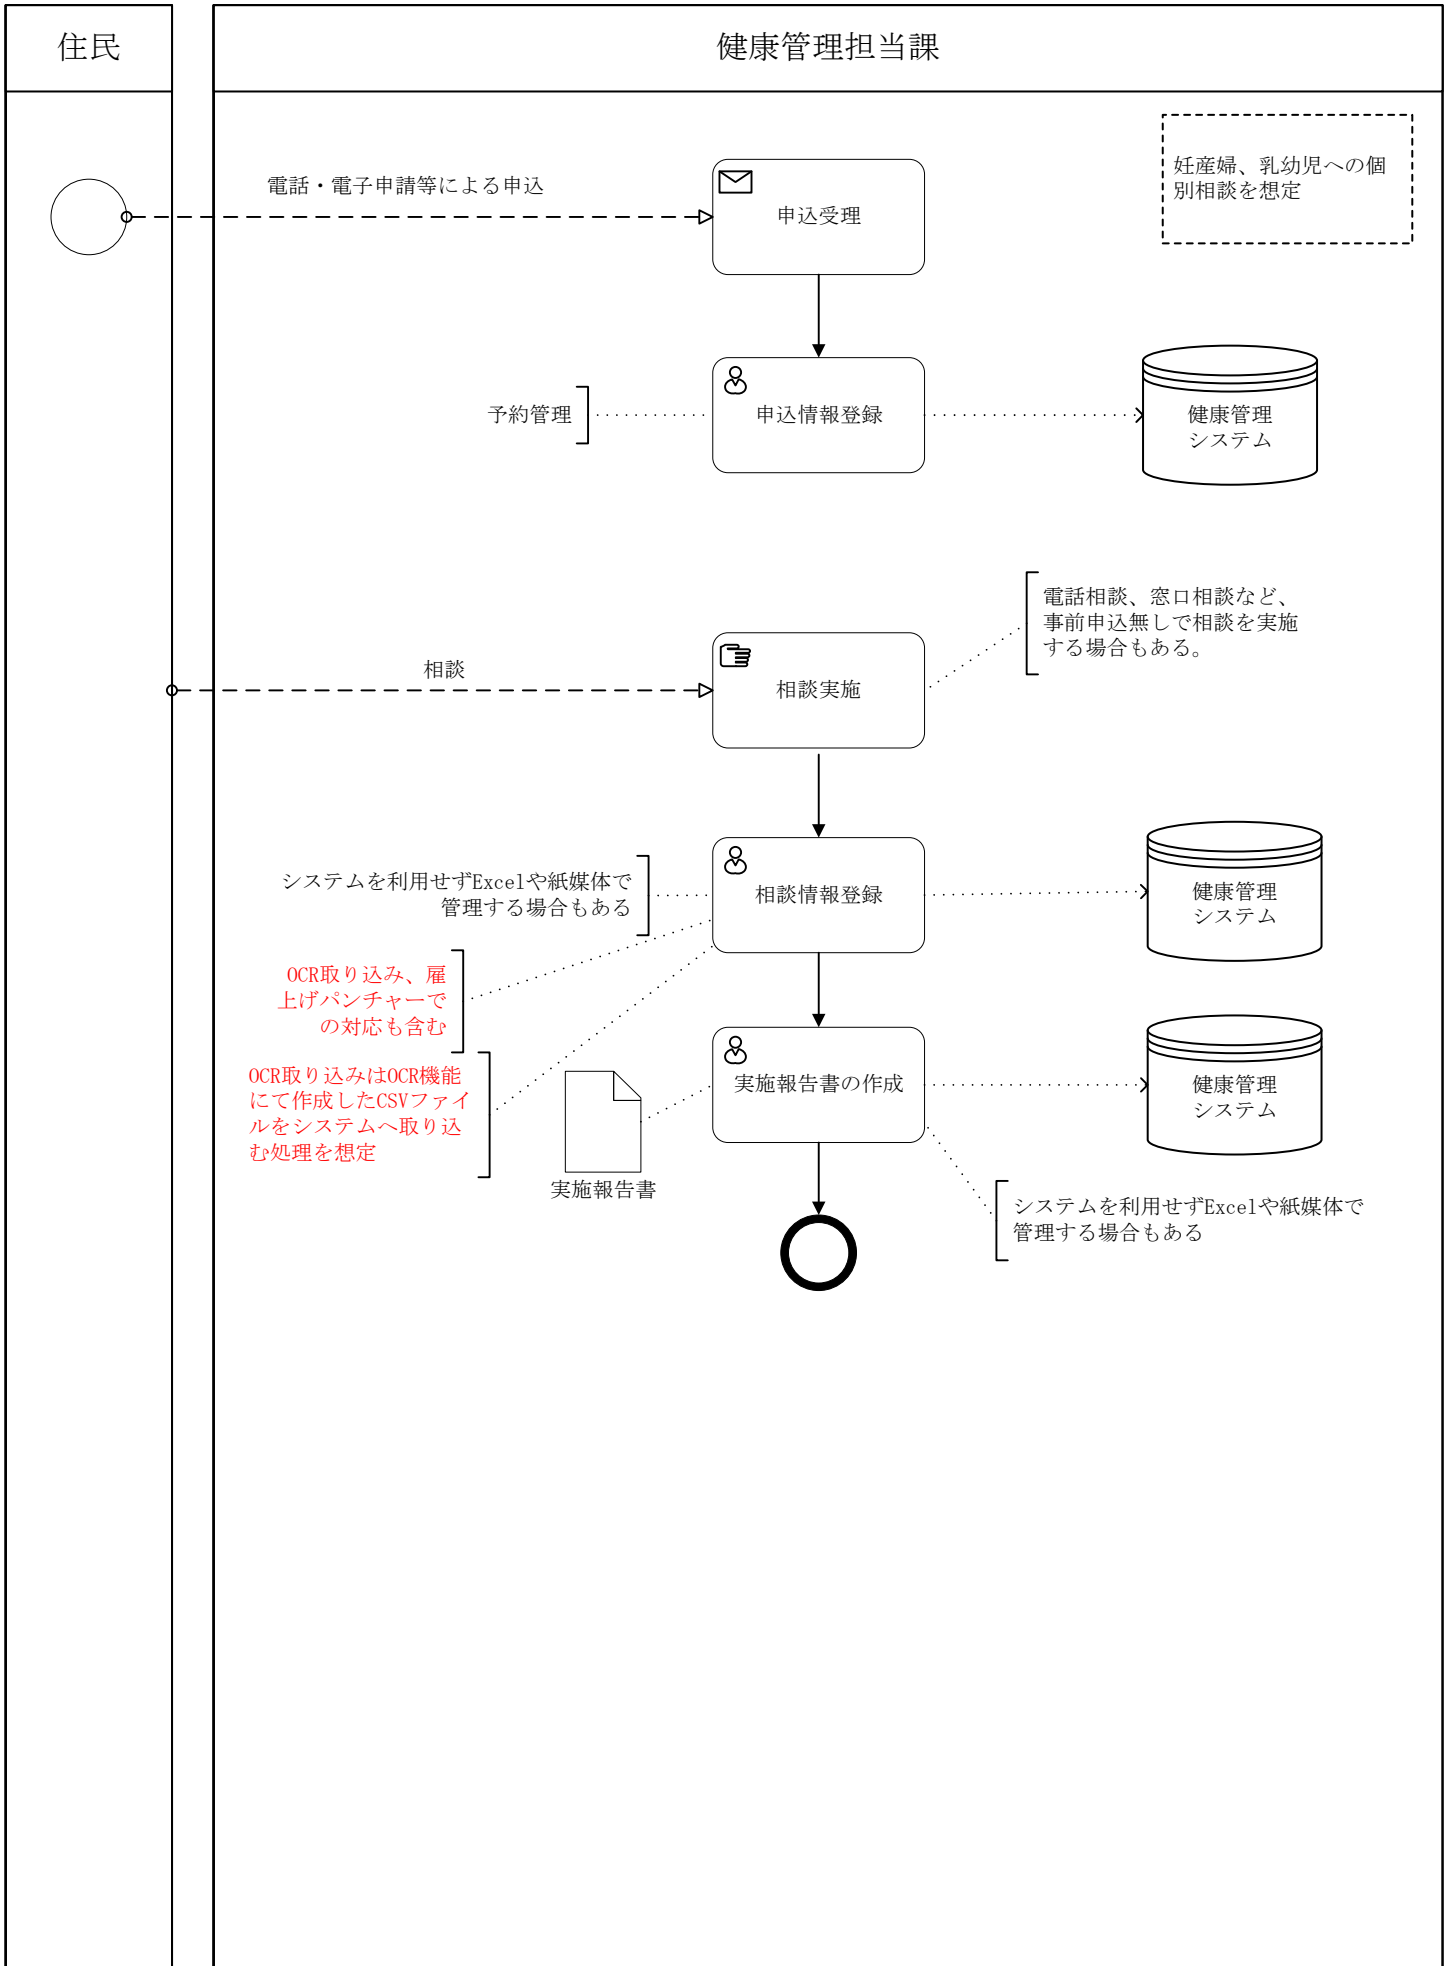 住民
健康管理担当課
妊産婦、乳幼児への個
別相談を想定
電話・電子申請等による申込
申込受理
予約管理
申込情報登録
健康管理
システム
電話相談、窓口相談など、
事前申込無しで相談を実施
する場合もある。
相談
相談実施
システムを利用せずExcelや紙媒体で
管理する場合もある
相談情報登録
健康管理
システム
OCR取り込み、雇
上げパンチャーで
の対応も含む
OCR取り込みはOCR機能
にて作成したCSVファイ
ルをシステムへ取り込
む処理を想定
実施報告書の作成
健康管理
システム
実施報告書
システムを利用せずExcelや紙媒体で
管理する場合もある